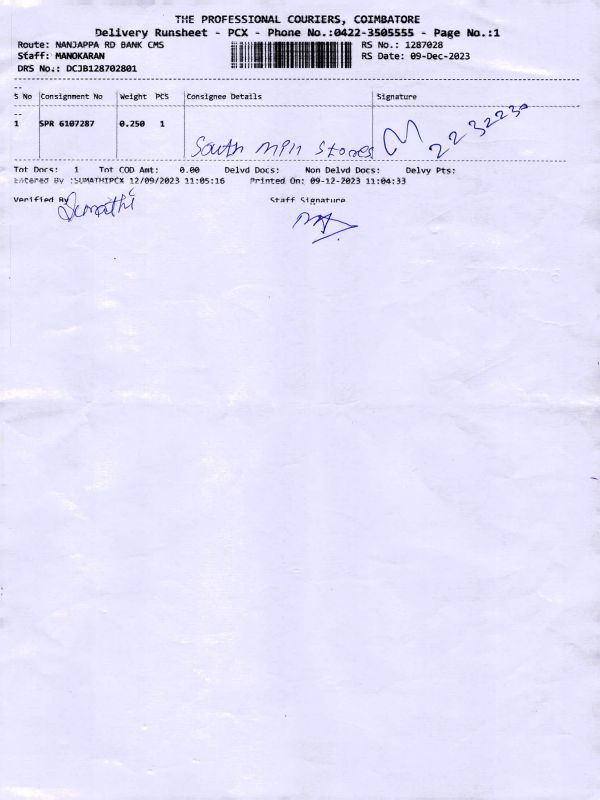 THE PROFESSIONAL COURIERS, COIMBATORE
Delivery Runsheet - PCX - Phone No.:0422-3505555 - Page No.:1
Route: NANJAPPA RD BANK CMS RS No.: 1287028
Staff: MANOKARAN RS Date: 09-Dec-2023
DRS No.: DCJB128702801
S No Consignment No Weight PCS Consignee Details Signature
1 SPR 6107287 0.250 1
South Stores 2232230
Tot Docs: 1 Tot COD Amt: 0.00 Delvd Docs: Non Delvd Docs: Delvy Pts:
Entered By :SUMATHIPCX 12/09/2023 11:05:16 Printed On: 09-12-2023 11:04:33
Verified By Staff Signature
Sumathi